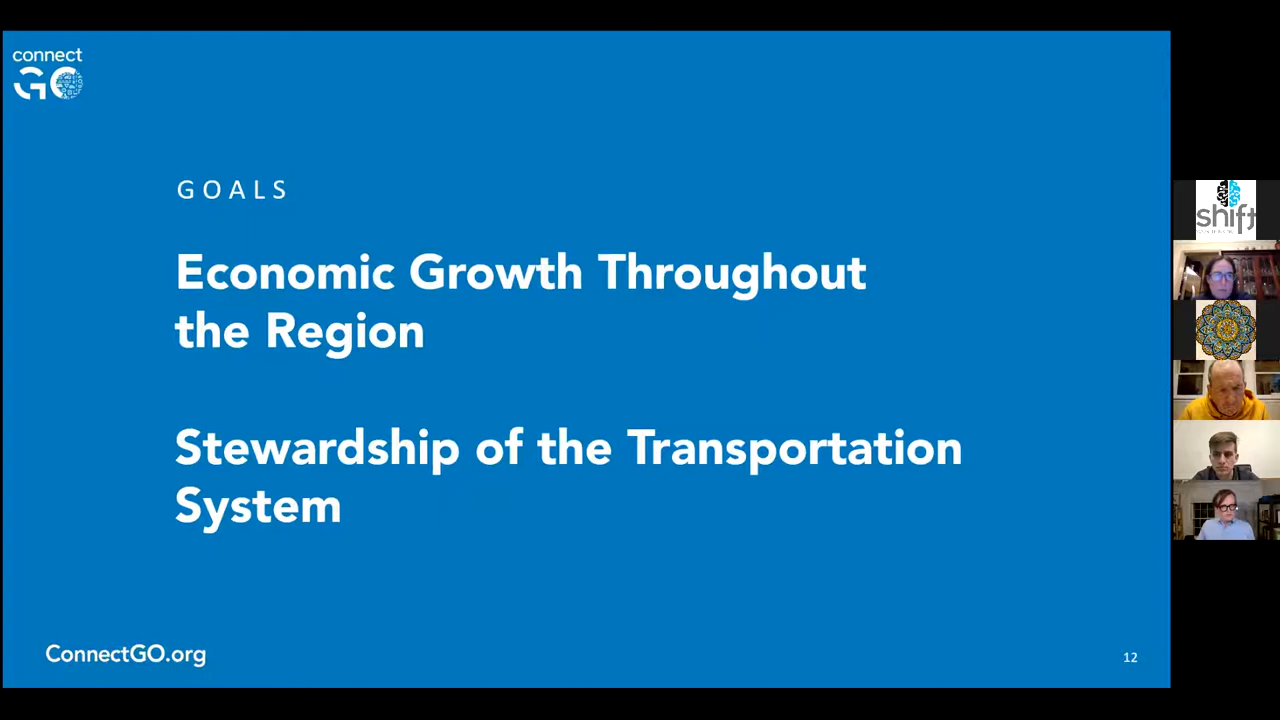 connect
GO
GOALS
Economic Growth Throughout
the Region
Stewardship of the Transportation
System
ConnectGO.org
12
shift